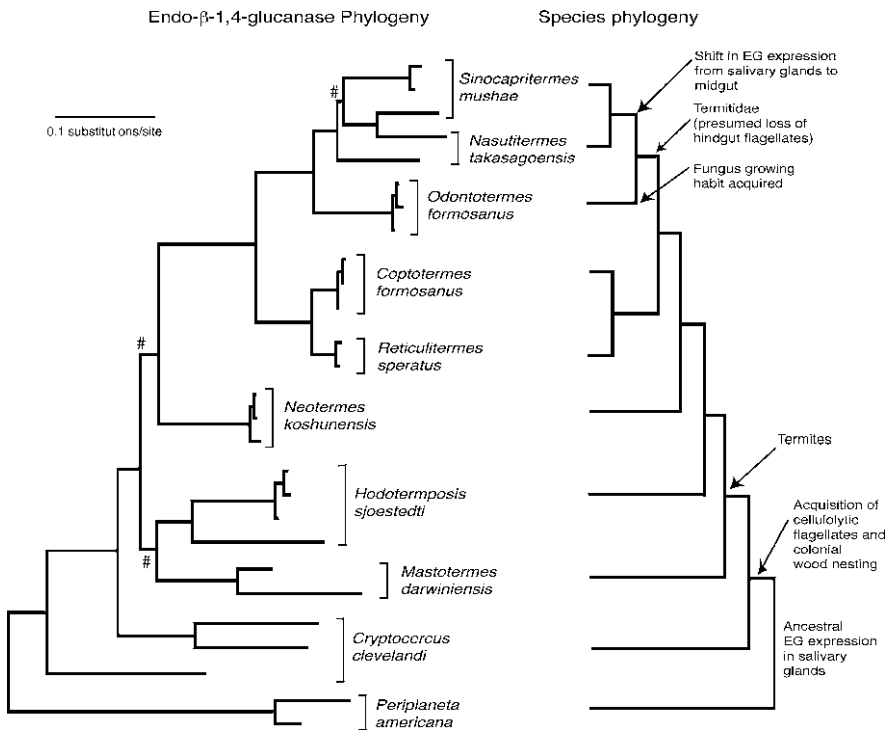 Endo-β-1,4-glucanase Phylogeny
Species phylogeny
0.1 substitut ons/site
#
Sinocapritermes
mushae
Nasutitermes
takasagoensis
Odontotermes
formosanus
Coptotermes
formosanus
Reticulitermes
speratus
#
Neotermes
koshunensis
Hodotermposis
sjoestedti
#
Mastotermes
darwiniensis
Cryptocercus
clevelandi
Periplaneta
americana
Shift in EG expression
from salivary glands to
midgut
Termitidae
(presumed loss of
hindgut flagellates)
Fungus growing
habit acquired
Termites
Acquisition of
cellulolytic
flagellates and
colonial
wood nesting
Ancestral
EG expression
in salivary
glands